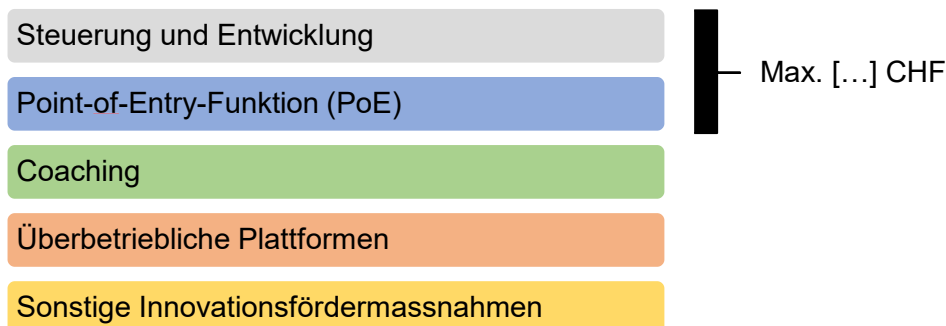 Steuerung und Entwicklung
Max. […] CHF
Point-of-Entry-Funktion (PoE)
Coaching
Überbetriebliche Plattformen
Sonstige Innovationsfördermassnahmen